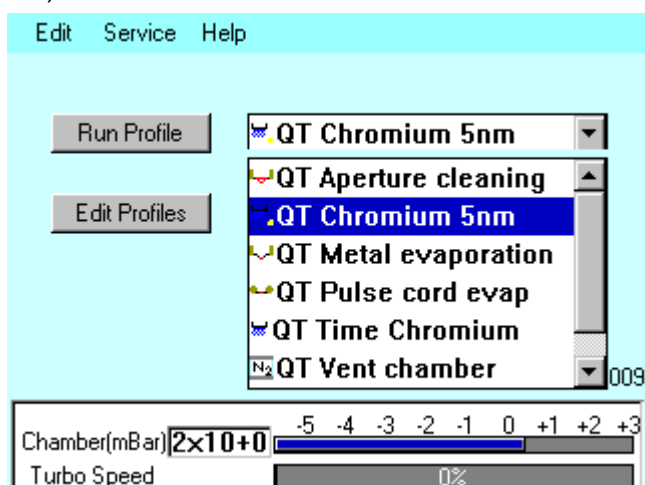 Edit Service Help
Run Profile
QT Chromium 5nm
QT Aperture cleaning
Edit Profiles
QT Chromium 5nm
QT Metal evaporation
QT Pulse cord evap
QT Time Chromium
N2 QT Vent chamber
009
-5 -4 -3 -2 -1 0 +1 +2 +3
Chamber(mBar) 2x10+0
Turbo Speed 0%